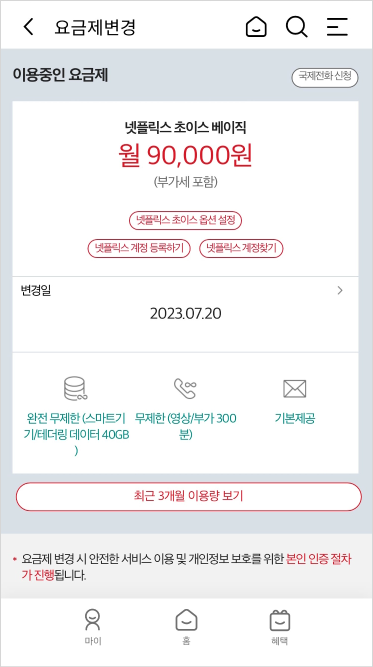 요금제변경
이용중인 요금제
국제전화 신청
넷플릭스 초이스 베이직
월 90,000원
(부가세 포함)
넷플릭스 초이스 옵션 설정
넷플릭스 계정 등록하기
넷플릭스 계정찾기
변경일
2023.07.20
완전 무제한 (스마트기
기/테더링 데이터 40GB
)
무제한 (영상/부가 300
분)
기본제공
최근 3개월 이용량 보기
• 요금제 변경 시 안전한 서비스 이용 및 개인정보 보호를 위한 본인 인증 절차
가 진행됩니다.
마이
홈
혜택